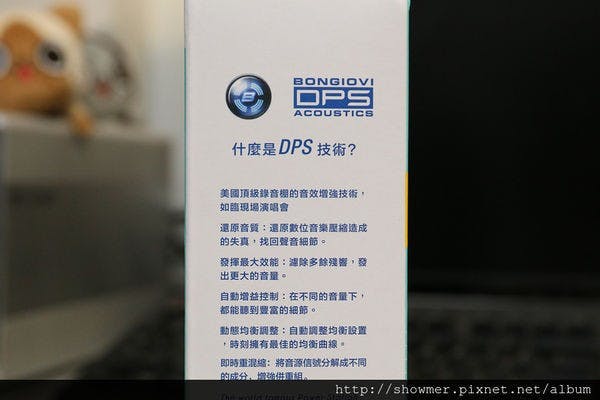 BONGIOVI
DPS
ACOUSTICS
什麼是 DPS 技術？
美國頂級錄音棚的音效增強技術，
如臨現場演唱會
還原音質：還原數位音樂壓縮造成
的失真，找回聲音細節。
發揮最大效能：濾除多餘殘響，發
出更大的音量。
自動增益控制：在不同的音量下，
都能聽到豐富的細節。
動態均衡調整：自動調整均衡設置
，時刻擁有最佳的均衡曲線。
即時重混縮：將音源信號分解成不同
的成分，增強併重組。
The world famous Power
http://showmer.pixnet.net/album